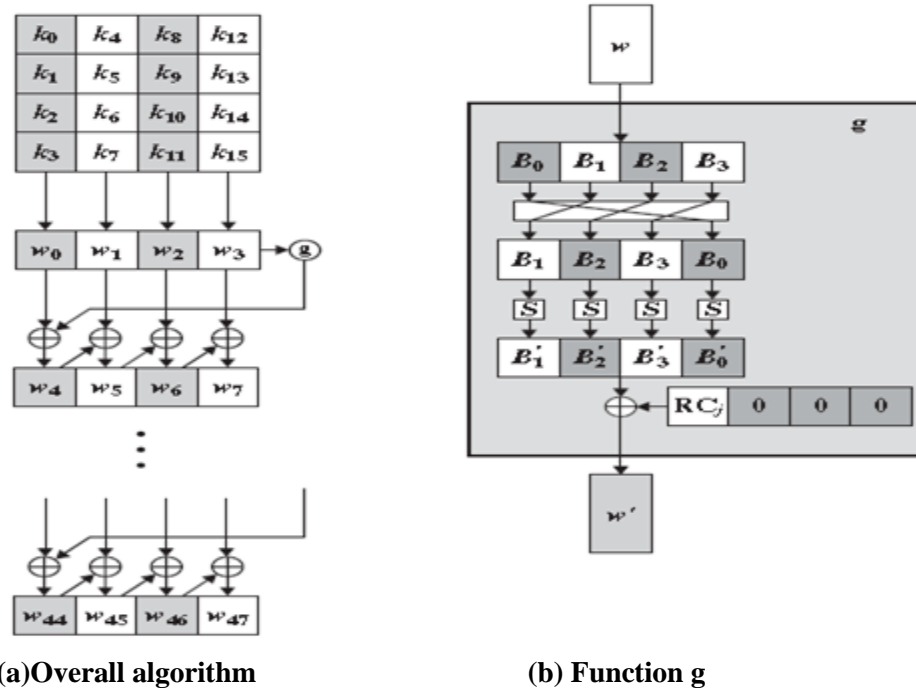 k0 k4 k8 k12
k1 k5 k9 k13
k2 k6 k10 k14
k3 k7 k11 k15
w0 w1 w2 w3 g
w4 w5 w6 w7
w44 w45 w46 w47
(a)Overall algorithm
w
g
B0 B1 B2 B3
B1 B2 B3 B0
S S S S
B′1 B′2 B′3 B′0
RCj 0 0 0
w′
(b) Function g